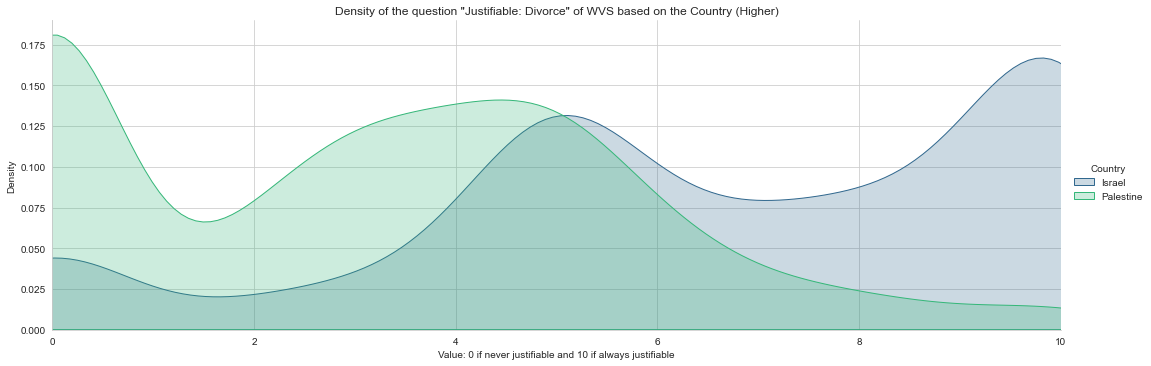 Density of the question "Justifiable: Divorce" of WVS based on the Country (Higher)
0.175
0.150
0.125
0.100
0.075
0.050
0.025
0.000
Density
0 2 4 6 8 10
Value: 0 if never justifiable and 10 if always justifiable
Country
Israel
Palestine